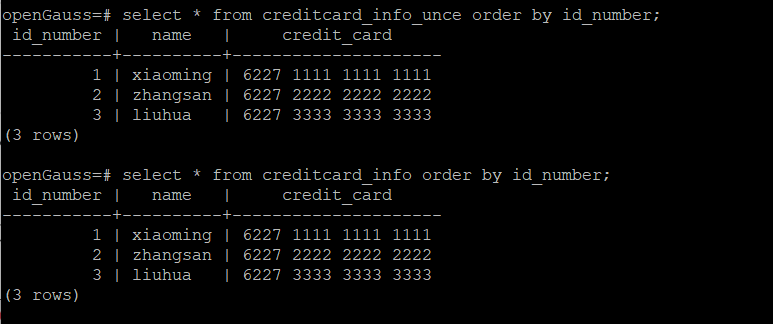 openGauss=# select * from creditcard_info_unce order by id_number;
 id_number |   name   |     credit_card
-----------+----------+---------------------
         1 | xiaoming | 6227 1111 1111 1111
         2 | zhangsan | 6227 2222 2222 2222
         3 | liuhua   | 6227 3333 3333 3333
(3 rows)

openGauss=# select * from creditcard_info order by id_number;
 id_number |   name   |     credit_card
-----------+----------+---------------------
         1 | xiaoming | 6227 1111 1111 1111
         2 | zhangsan | 6227 2222 2222 2222
         3 | liuhua   | 6227 3333 3333 3333
(3 rows)